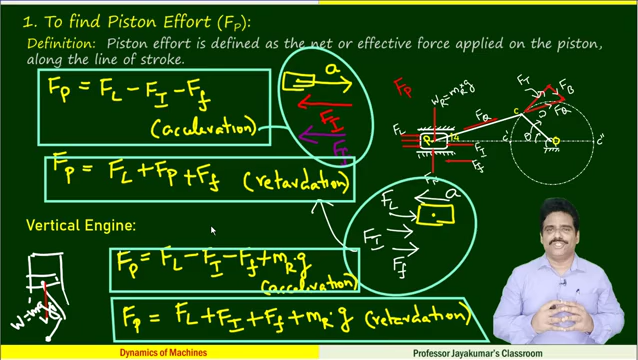 1. To find Piston Effort (FP):
Definition: Piston effort is defined as the net or effective force applied on the piston, along the line of stroke.
FP = FL − FI − Ff
(acceleration)
a
FI
FP = FL + FP + Ff (retardation)
FP
WR = mRg
FL
FQ
FT
FB
C
P
O
θ
FI
Ff
Vertical Engine:
W=mg
FP = FL − FI − Ff + mR g
(acceleration)
FP = FL + FI + Ff + mR·g (retardation)
FL
a
FI
Ff
Dynamics of Machines
Professor Jayakumar's Classroom